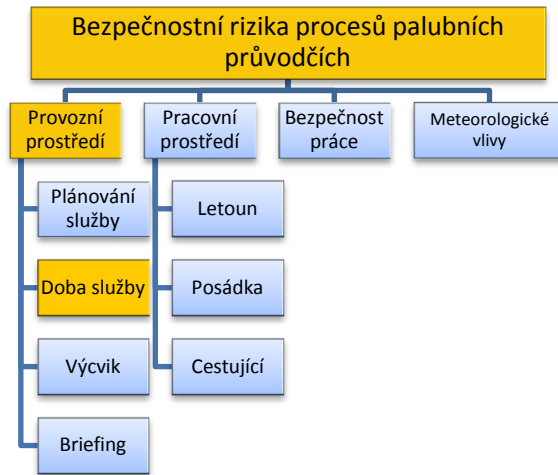 Bezpečnostní rizika procesů palubních
průvodčích
Provozní
prostředí
Pracovní
prostředí
Bezpečnost
práce
Meteorologické
vlivy
Plánování
služby
Letoun
Doba služby
Posádka
Výcvik
Cestující
Briefing